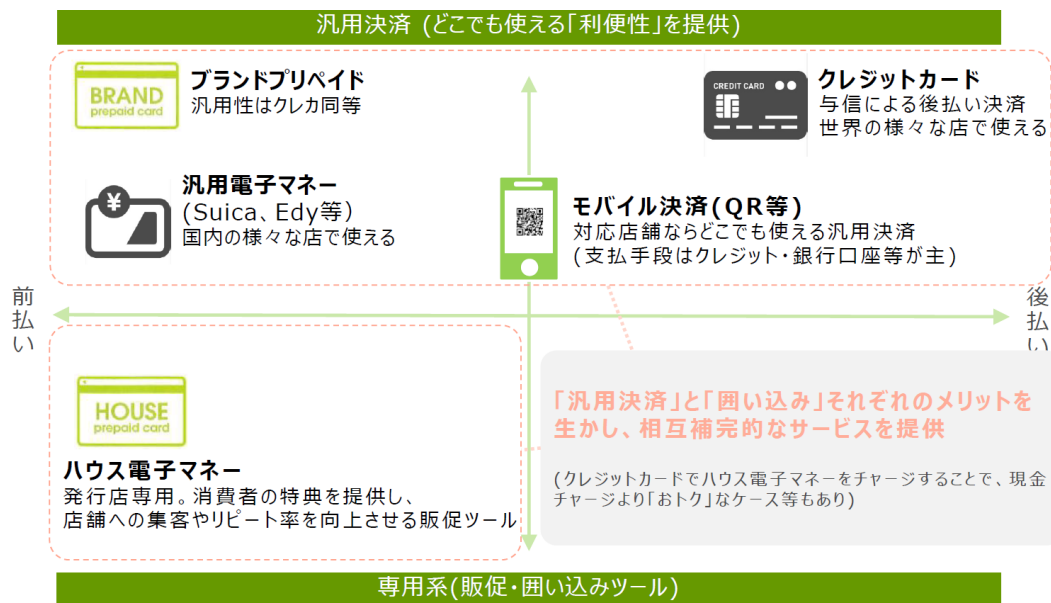 汎用決済 (どこでも使える「利便性」を提供)
BRAND
prepaid card
ブランドプリペイド
汎用性はクレカ同等
CREDIT CARD
クレジットカード
与信による後払い決済
世界の様々な店で使える
¥
汎用電子マネー
(Suica、Edy等)
国内の様々な店で使える
モバイル決済(QR等)
対応店舗ならどこでも使える汎用決済
(支払手段はクレジット・銀行口座等が主)
前払い
後払い
HOUSE
prepaid card
ハウス電子マネー
発行店専用。消費者の特典を提供し、
店舗への集客やリピート率を向上させる販促ツール
「汎用決済」と「囲い込み」それぞれのメリットを
生かし、相互補完的なサービスを提供
(クレジットカードでハウス電子マネーをチャージすることで、現金
チャージより「おトク」なケース等もあり)
専用系(販促・囲い込みツール)